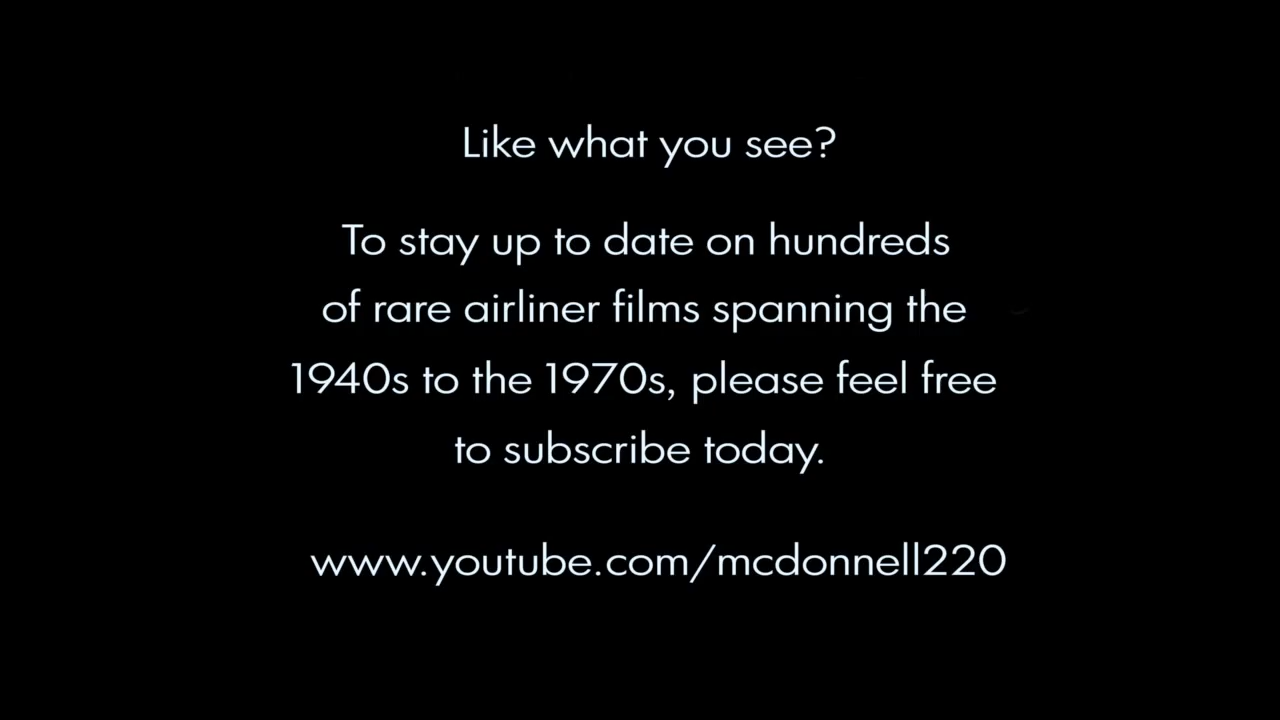 Like what you see?
To stay up to date on hundreds
of rare airliner films spanning the
1940s to the 1970s, please feel free
to subscribe today.
www.youtube.com/mcdonnell220